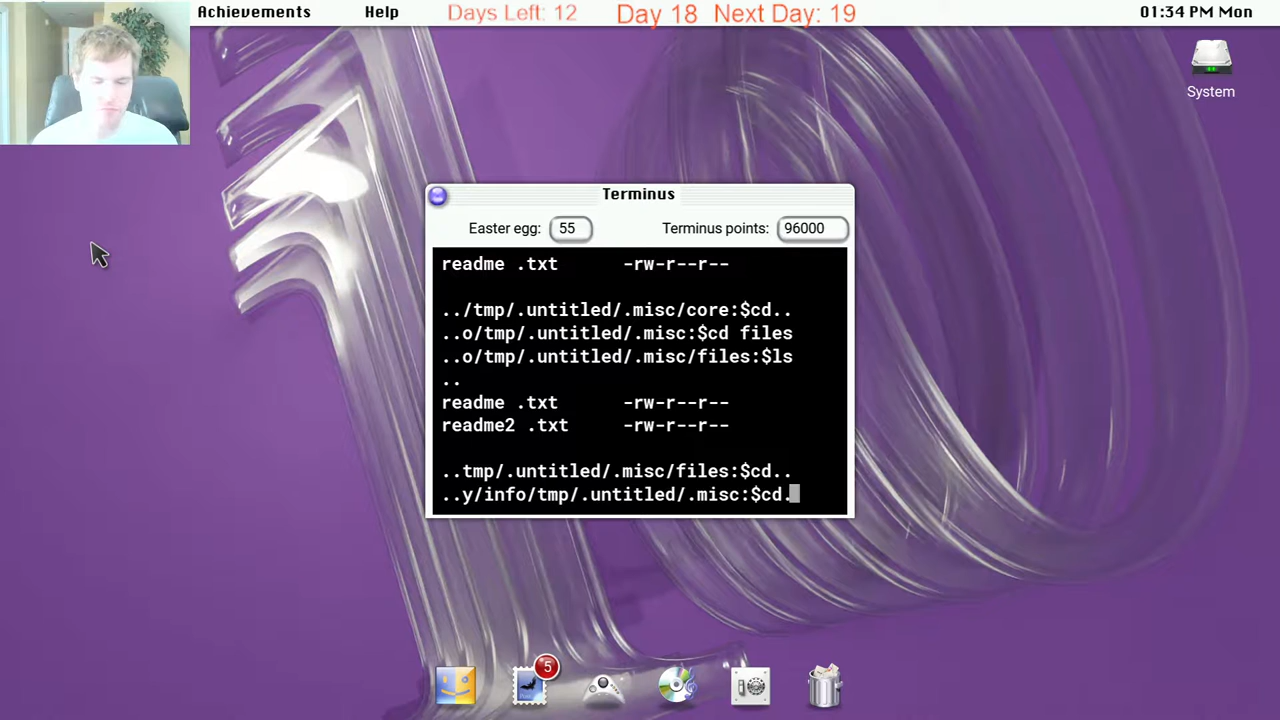 Achievements Help Days Left: 12 Day 18 Next Day: 19 01:34 PM Mon
System
Terminus
Easter egg: 55 Terminus points: 96000
readme .txt -rw-r--r--
../tmp/.untitled/.misc/core:$cd..
..o/tmp/.untitled/.misc:$cd files
..o/tmp/.untitled/.misc/files:$ls
..
readme .txt -rw-r--r--
readme2 .txt -rw-r--r--
..tmp/.untitled/.misc/files:$cd..
..y/info/tmp/.untitled/.misc:$cd.
5